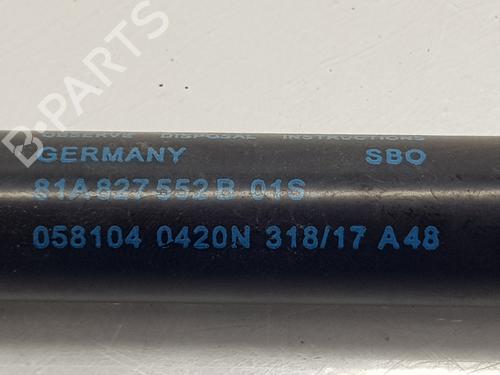 OBSERVE DISPOSAL INSTRUCTIONS
GERMANY SBO
81A 827 552 B 01S
058104 0420N 318/17 A48
B-PARTS